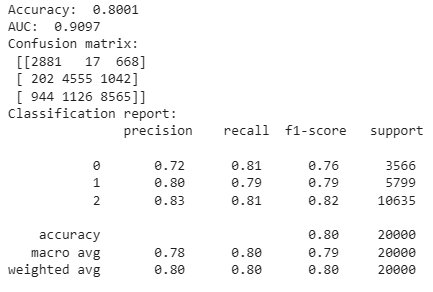 Accuracy:  0.8001
AUC:  0.9097
Confusion matrix:
 [[2881   17  668]
 [ 202 4555 1042]
 [ 944 1126 8565]]
Classification report:
              precision    recall  f1-score   support

           0       0.72      0.81      0.76      3566
           1       0.80      0.79      0.79      5799
           2       0.83      0.81      0.82     10635

    accuracy                           0.80     20000
   macro avg       0.78      0.80      0.79     20000
weighted avg       0.80      0.80      0.80     20000